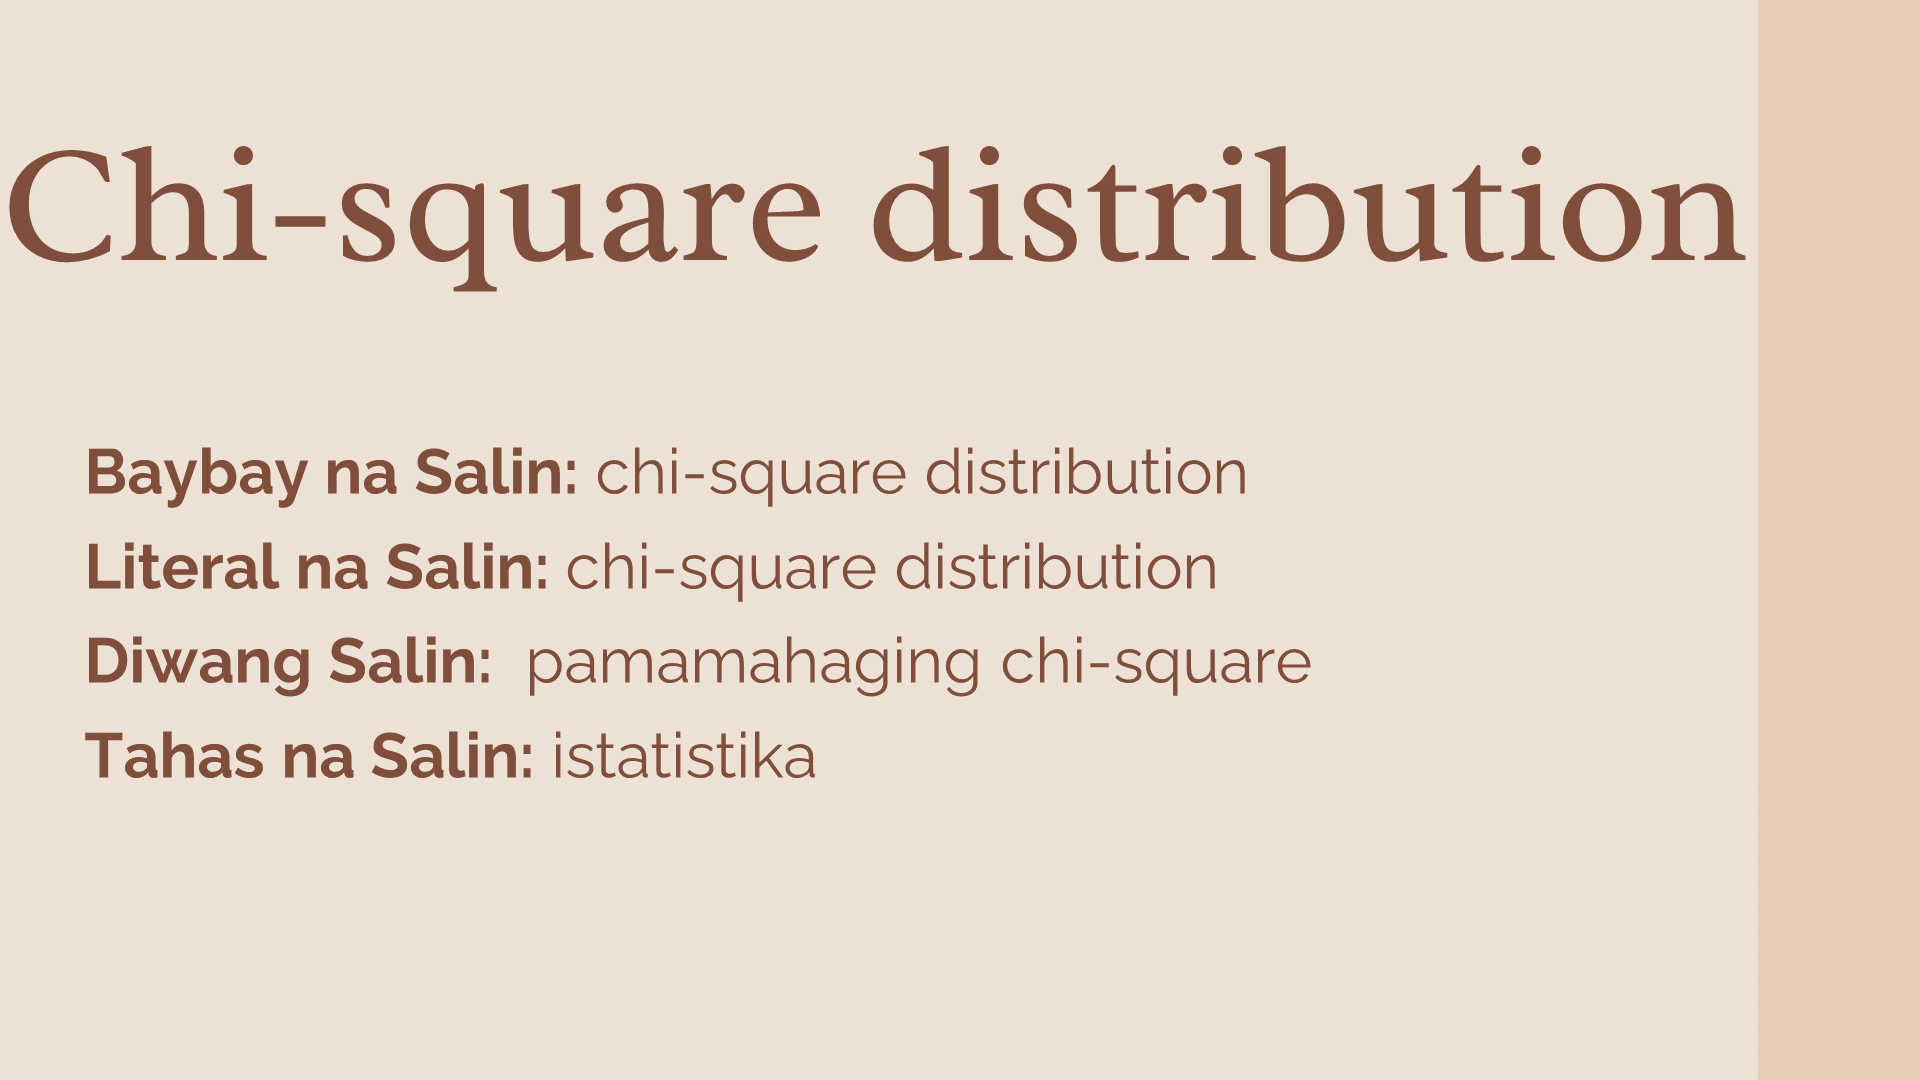 Chi-square distribution
Baybay na Salin: chi-square distribution
Literal na Salin: chi-square distribution
Diwang Salin: pamamahaging chi-square
Tahas na Salin: istatistika